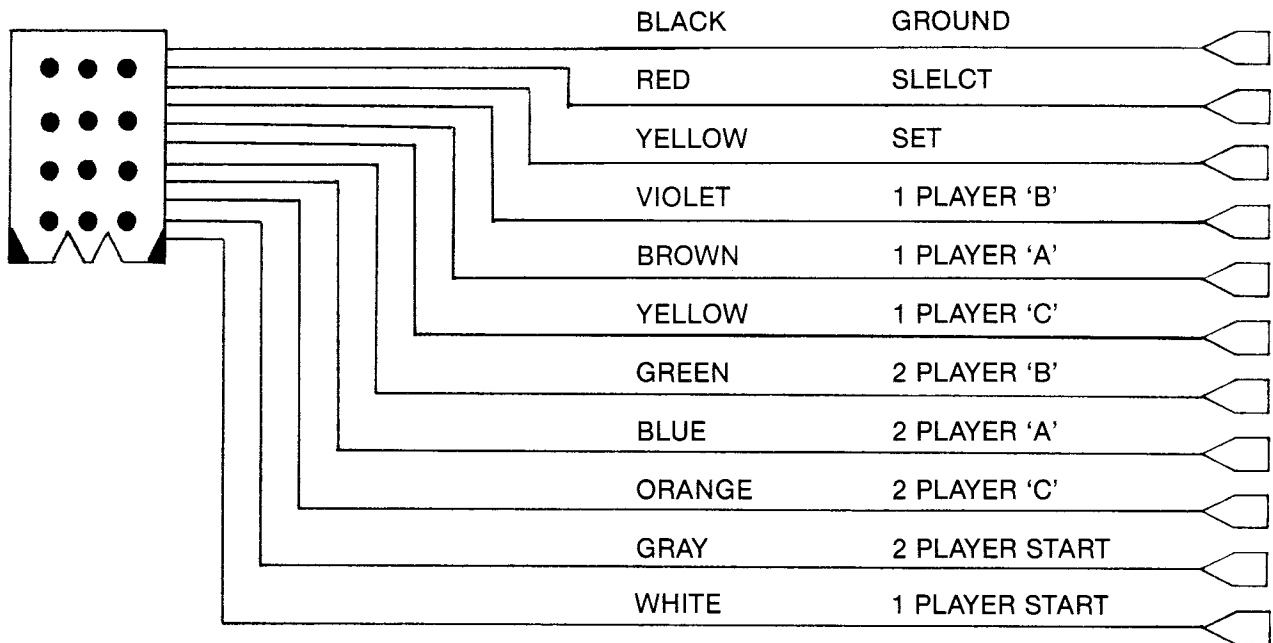 BLACK GROUND
RED SLELCT
YELLOW SET
VIOLET 1 PLAYER ‘B’
BROWN 1 PLAYER ‘A’
YELLOW 1 PLAYER ‘C’
GREEN 2 PLAYER ‘B’
BLUE 2 PLAYER ‘A’
ORANGE 2 PLAYER ‘C’
GRAY 2 PLAYER START
WHITE 1 PLAYER START